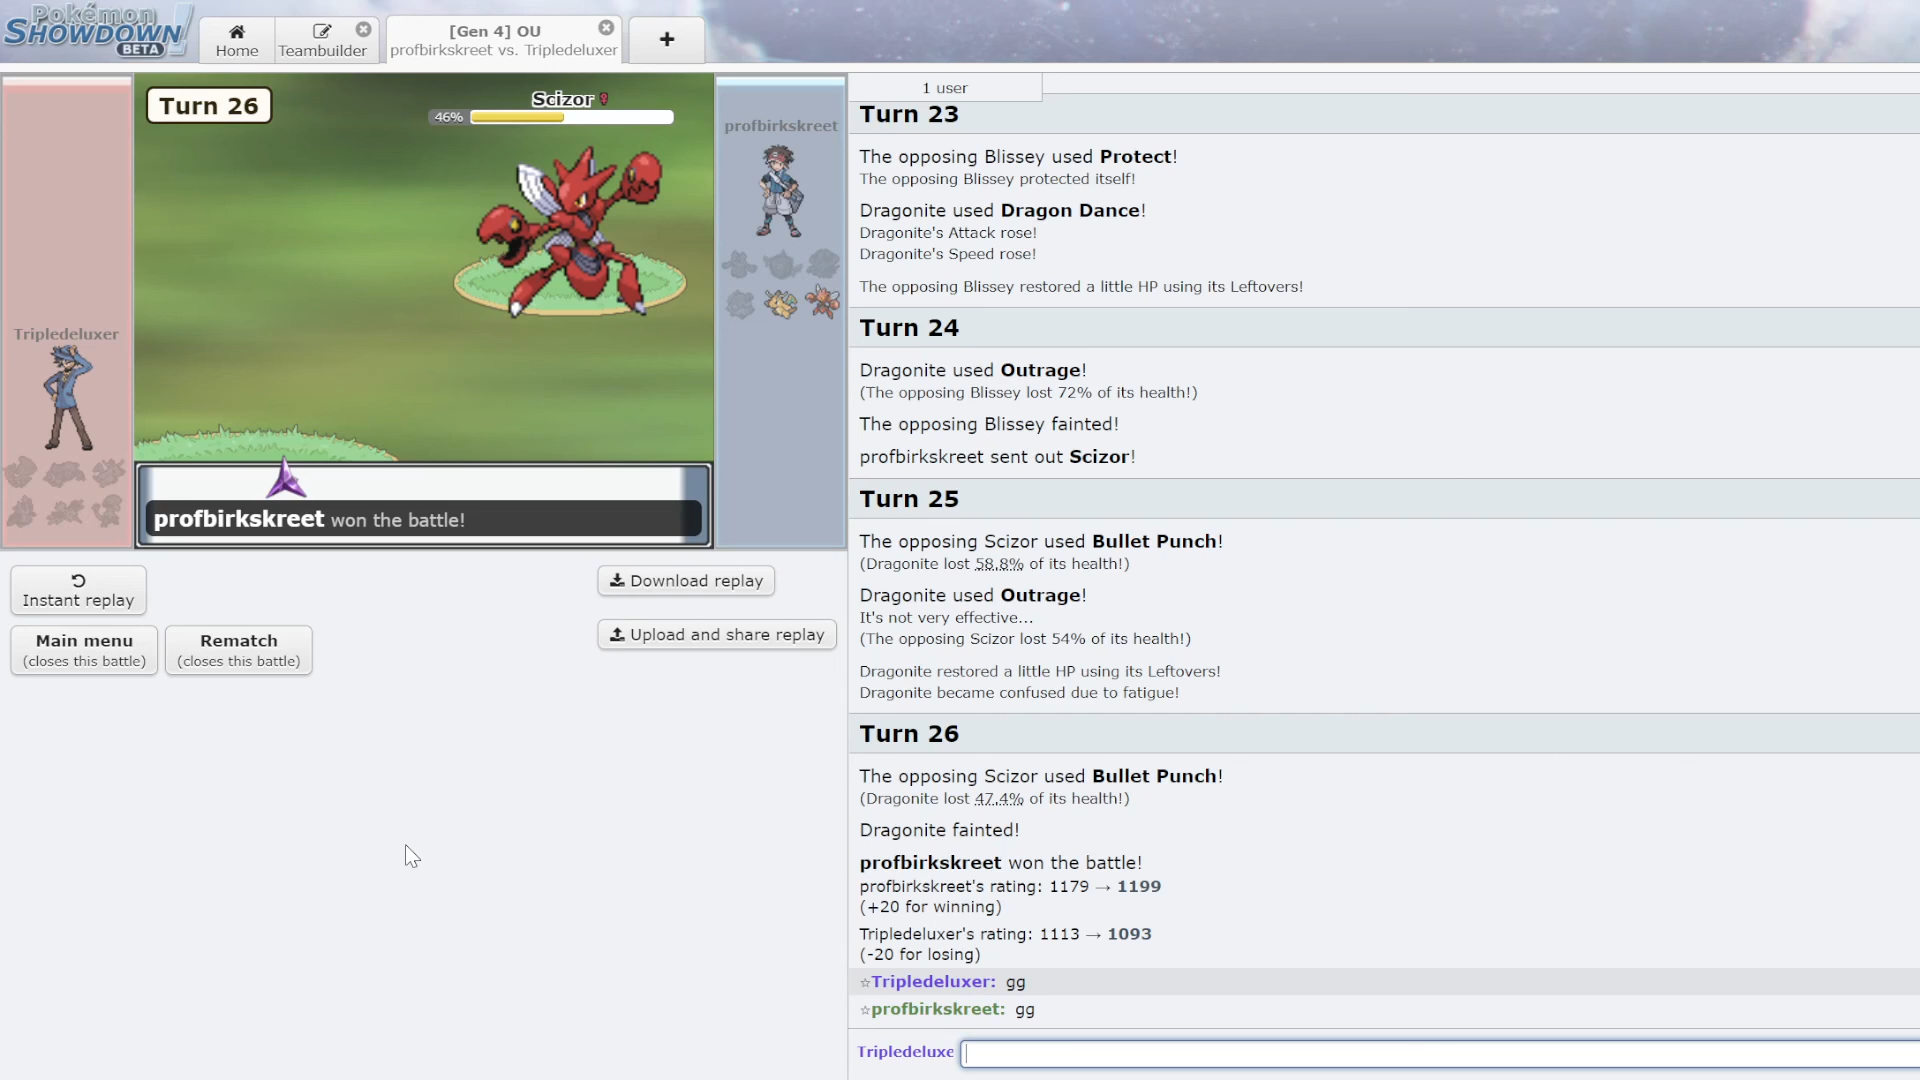 Pokémon
SHOWDOWN!
BETA
Home
Teambuilder
[Gen 4] OU
profbirkskreet vs. Tripledeluxer
+
Turn 26
Scizor
46%
profbirkskreet
Tripledeluxer
profbirkskreet won the battle!
Instant replay
Main menu
(closes this battle)
Rematch
(closes this battle)
Download replay
Upload and share replay
1 user
Turn 23
The opposing Blissey used Protect!
The opposing Blissey protected itself!
Dragonite used Dragon Dance!
Dragonite's Attack rose!
Dragonite's Speed rose!
The opposing Blissey restored a little HP using its Leftovers!
Turn 24
Dragonite used Outrage!
(The opposing Blissey lost 72% of its health!)
The opposing Blissey fainted!
profbirkskreet sent out Scizor!
Turn 25
The opposing Scizor used Bullet Punch!
(Dragonite lost 58.8% of its health!)
Dragonite used Outrage!
It's not very effective...
(The opposing Scizor lost 54% of its health!)
Dragonite restored a little HP using its Leftovers!
Dragonite became confused due to fatigue!
Turn 26
The opposing Scizor used Bullet Punch!
(Dragonite lost 47.4% of its health!)
Dragonite fainted!
profbirkskreet won the battle!
profbirkskreet's rating: 1179 → 1199
(+20 for winning)
Tripledeluxer's rating: 1113 → 1093
(-20 for losing)
☆Tripledeluxer: gg
☆profbirkskreet: gg
Tripledeluxe